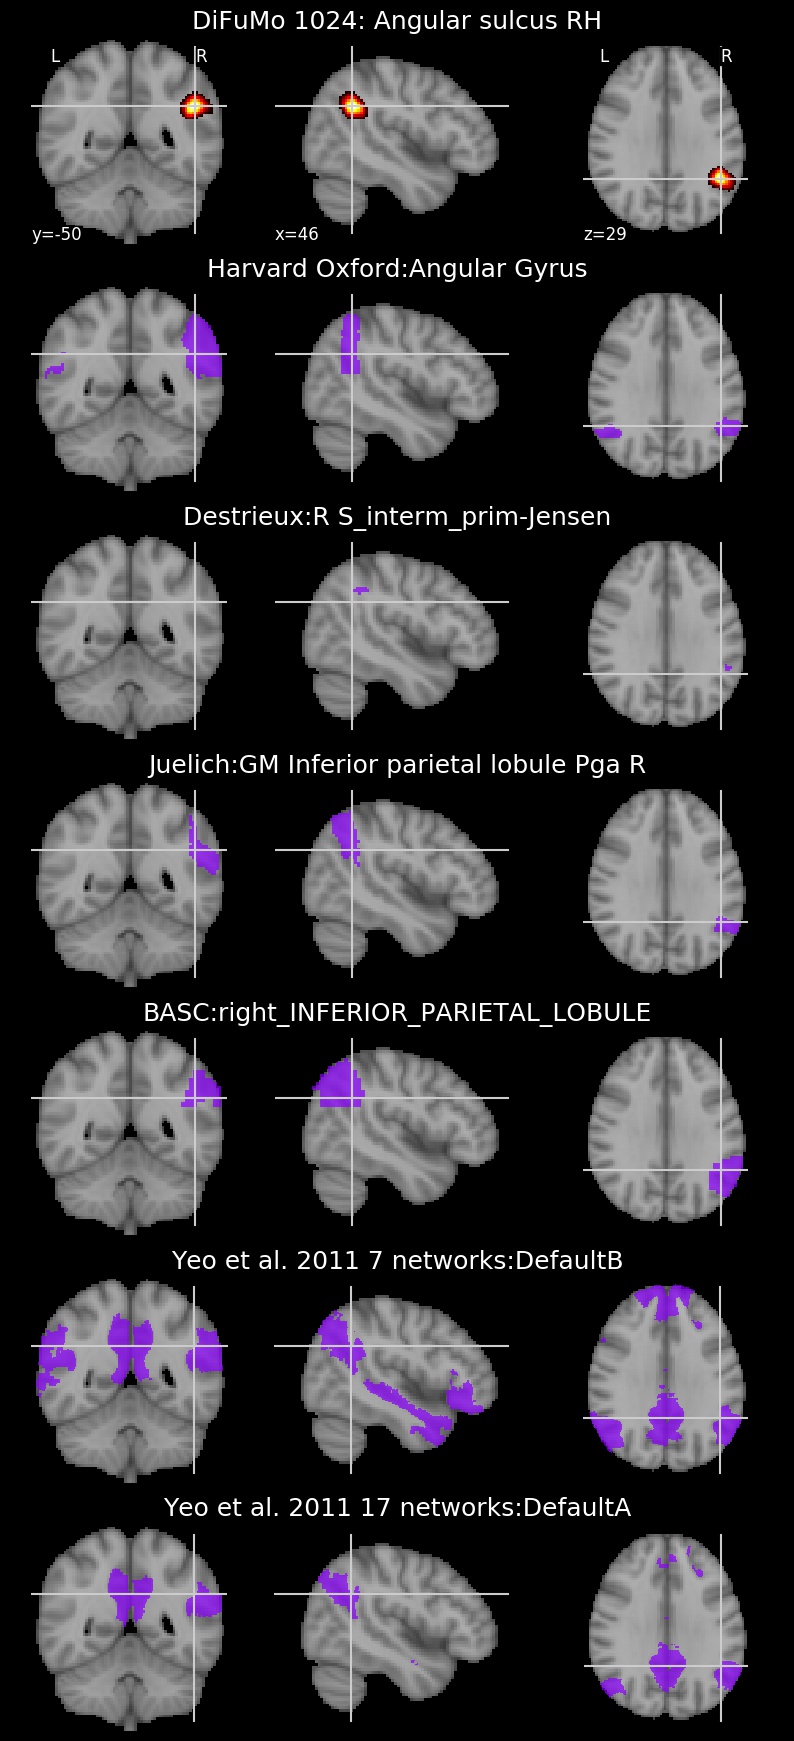 DiFuMo 1024: Angular sulcus RH
L R L R
y=-50 x=46 z=29
Harvard Oxford:Angular Gyrus
Destrieux:R S_interm_prim-Jensen
Juelich:GM Inferior parietal lobule Pga R
BASC:right_INFERIOR_PARIETAL_LOBULE
Yeo et al. 2011 7 networks:DefaultB
Yeo et al. 2011 17 networks:DefaultA